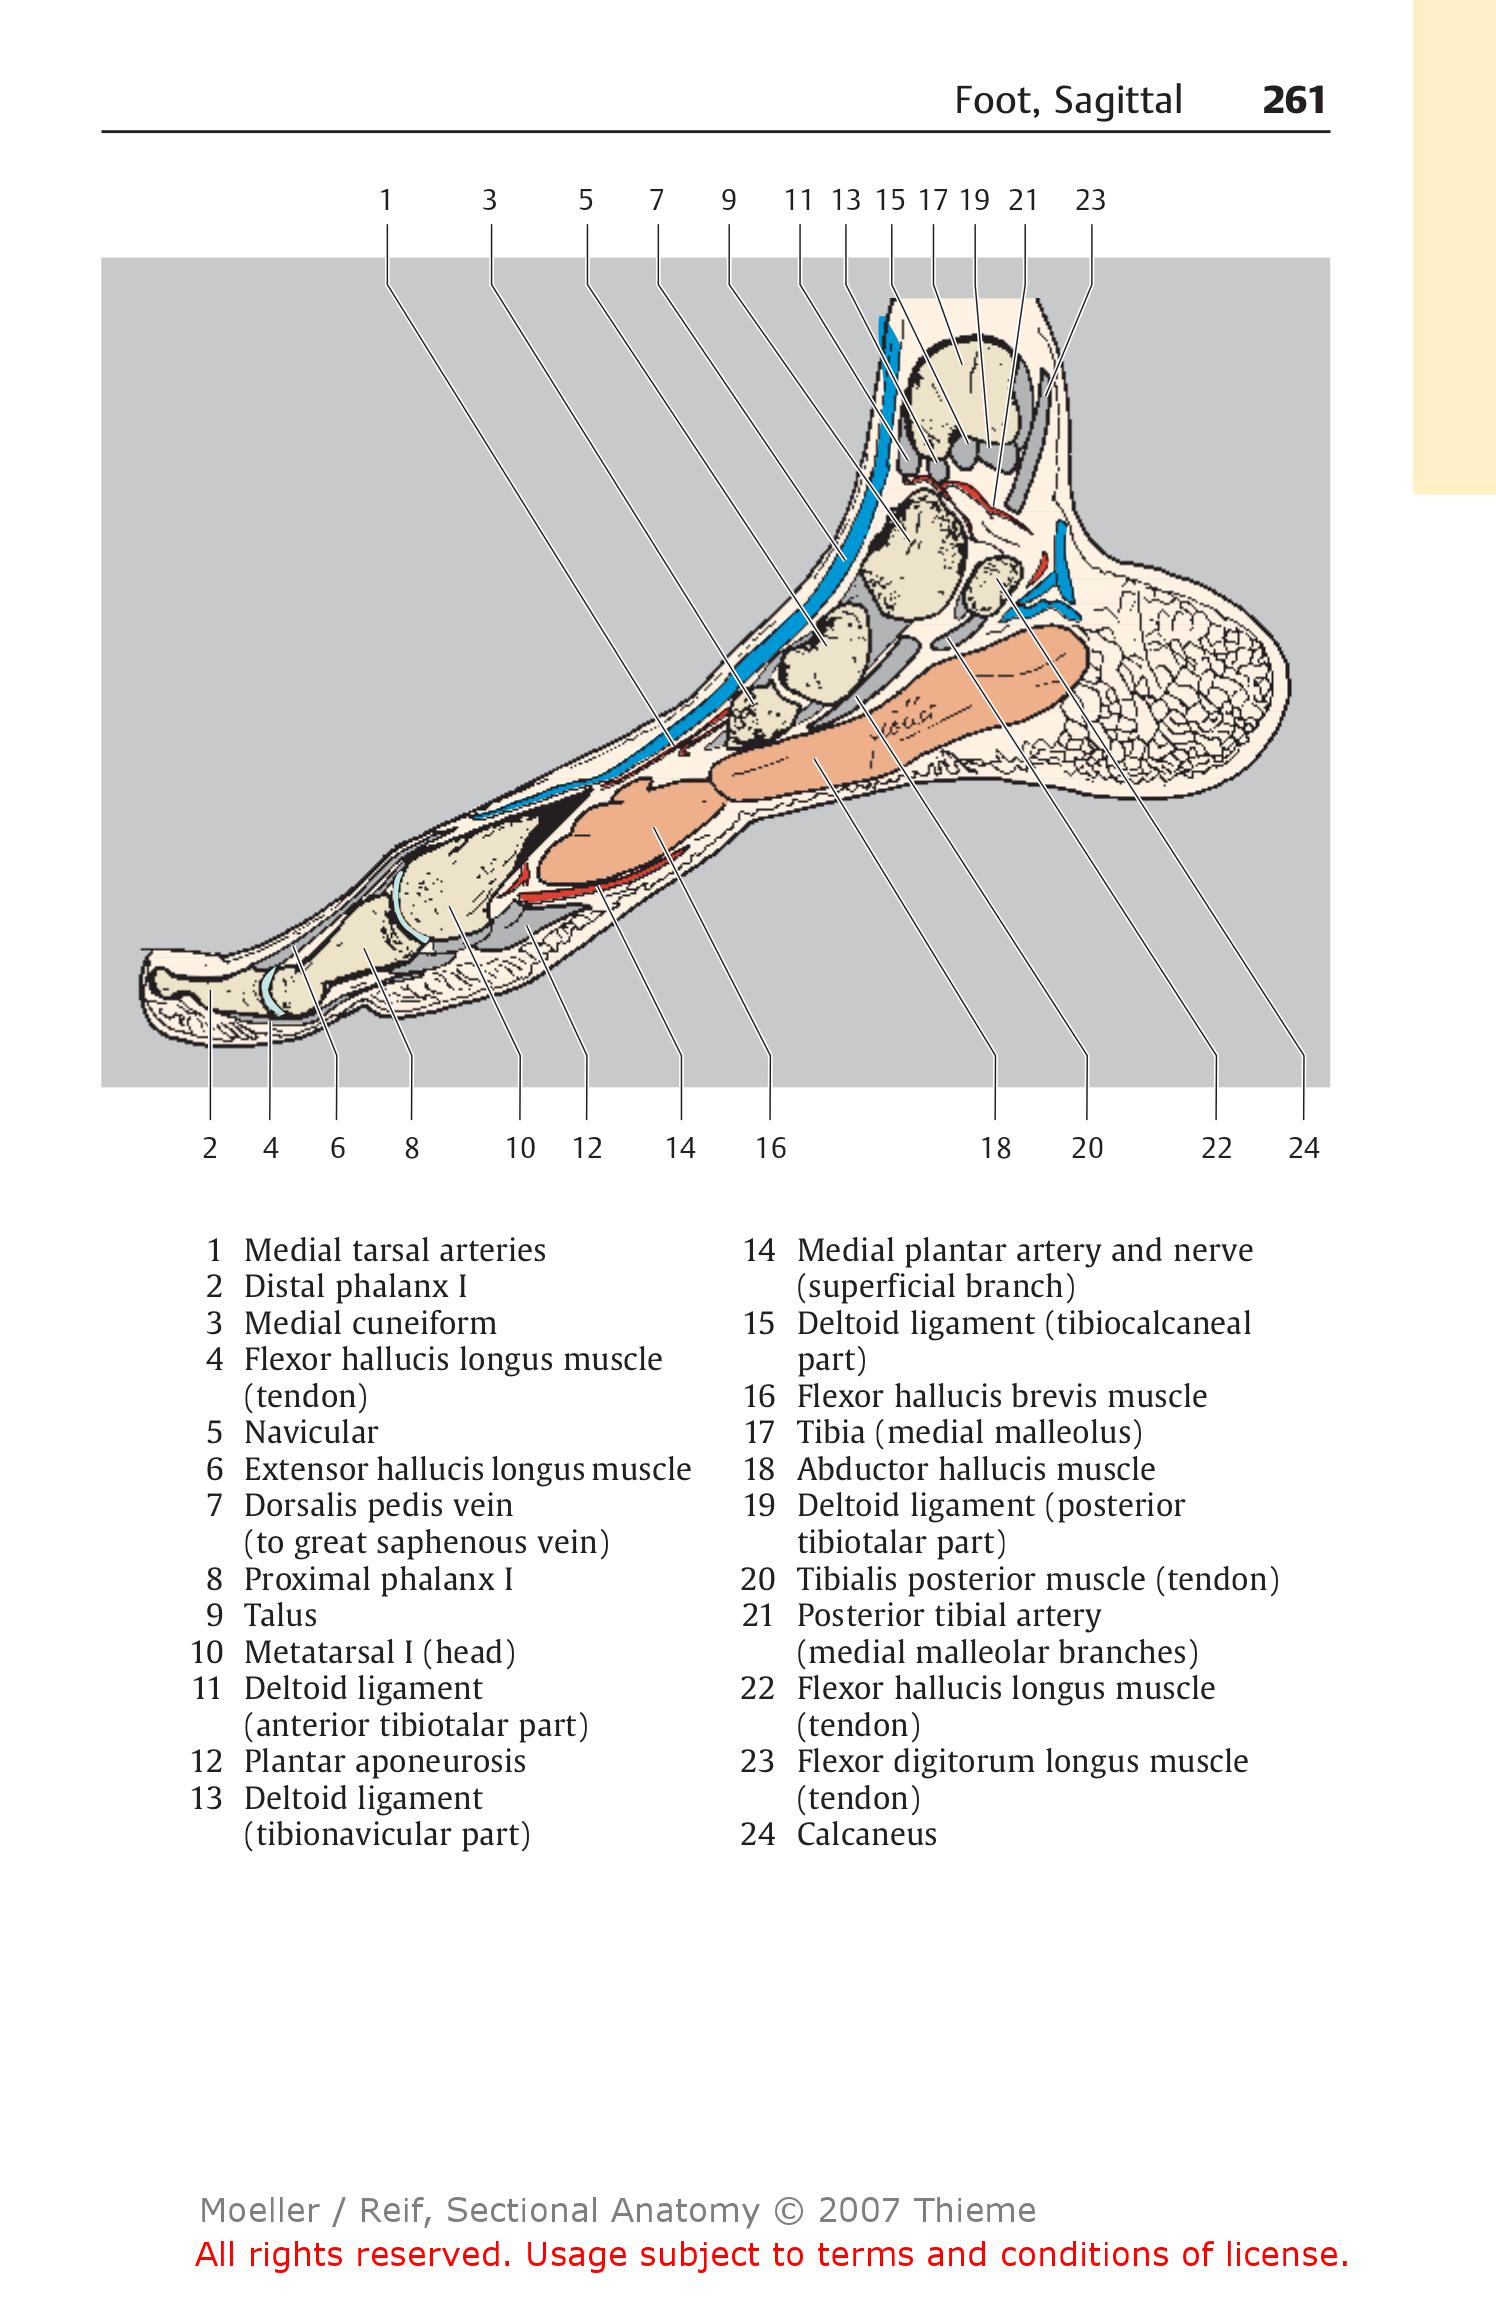 Foot, Sagittal 261
1 3 5 7 9 11 13 15 17 19 21 23
2 4 6 8 10 12 14 16 18 20 22 24
1 Medial tarsal arteries
2 Distal phalanx I
3 Medial cuneiform
4 Flexor hallucis longus muscle
(tendon)
5 Navicular
6 Extensor hallucis longus muscle
7 Dorsalis pedis vein
(to great saphenous vein)
8 Proximal phalanx I
9 Talus
10 Metatarsal I (head)
11 Deltoid ligament
(anterior tibiotalar part)
12 Plantar aponeurosis
13 Deltoid ligament
(tibionavicular part)
14 Medial plantar artery and nerve
(superficial branch)
15 Deltoid ligament (tibiocalcaneal
part)
16 Flexor hallucis brevis muscle
17 Tibia (medial malleolus)
18 Abductor hallucis muscle
19 Deltoid ligament (posterior
tibiotalar part)
20 Tibialis posterior muscle (tendon)
21 Posterior tibial artery
(medial malleolar branches)
22 Flexor hallucis longus muscle
(tendon)
23 Flexor digitorum longus muscle
(tendon)
24 Calcaneus
Moeller / Reif, Sectional Anatomy © 2007 Thieme
All rights reserved. Usage subject to terms and conditions of license.